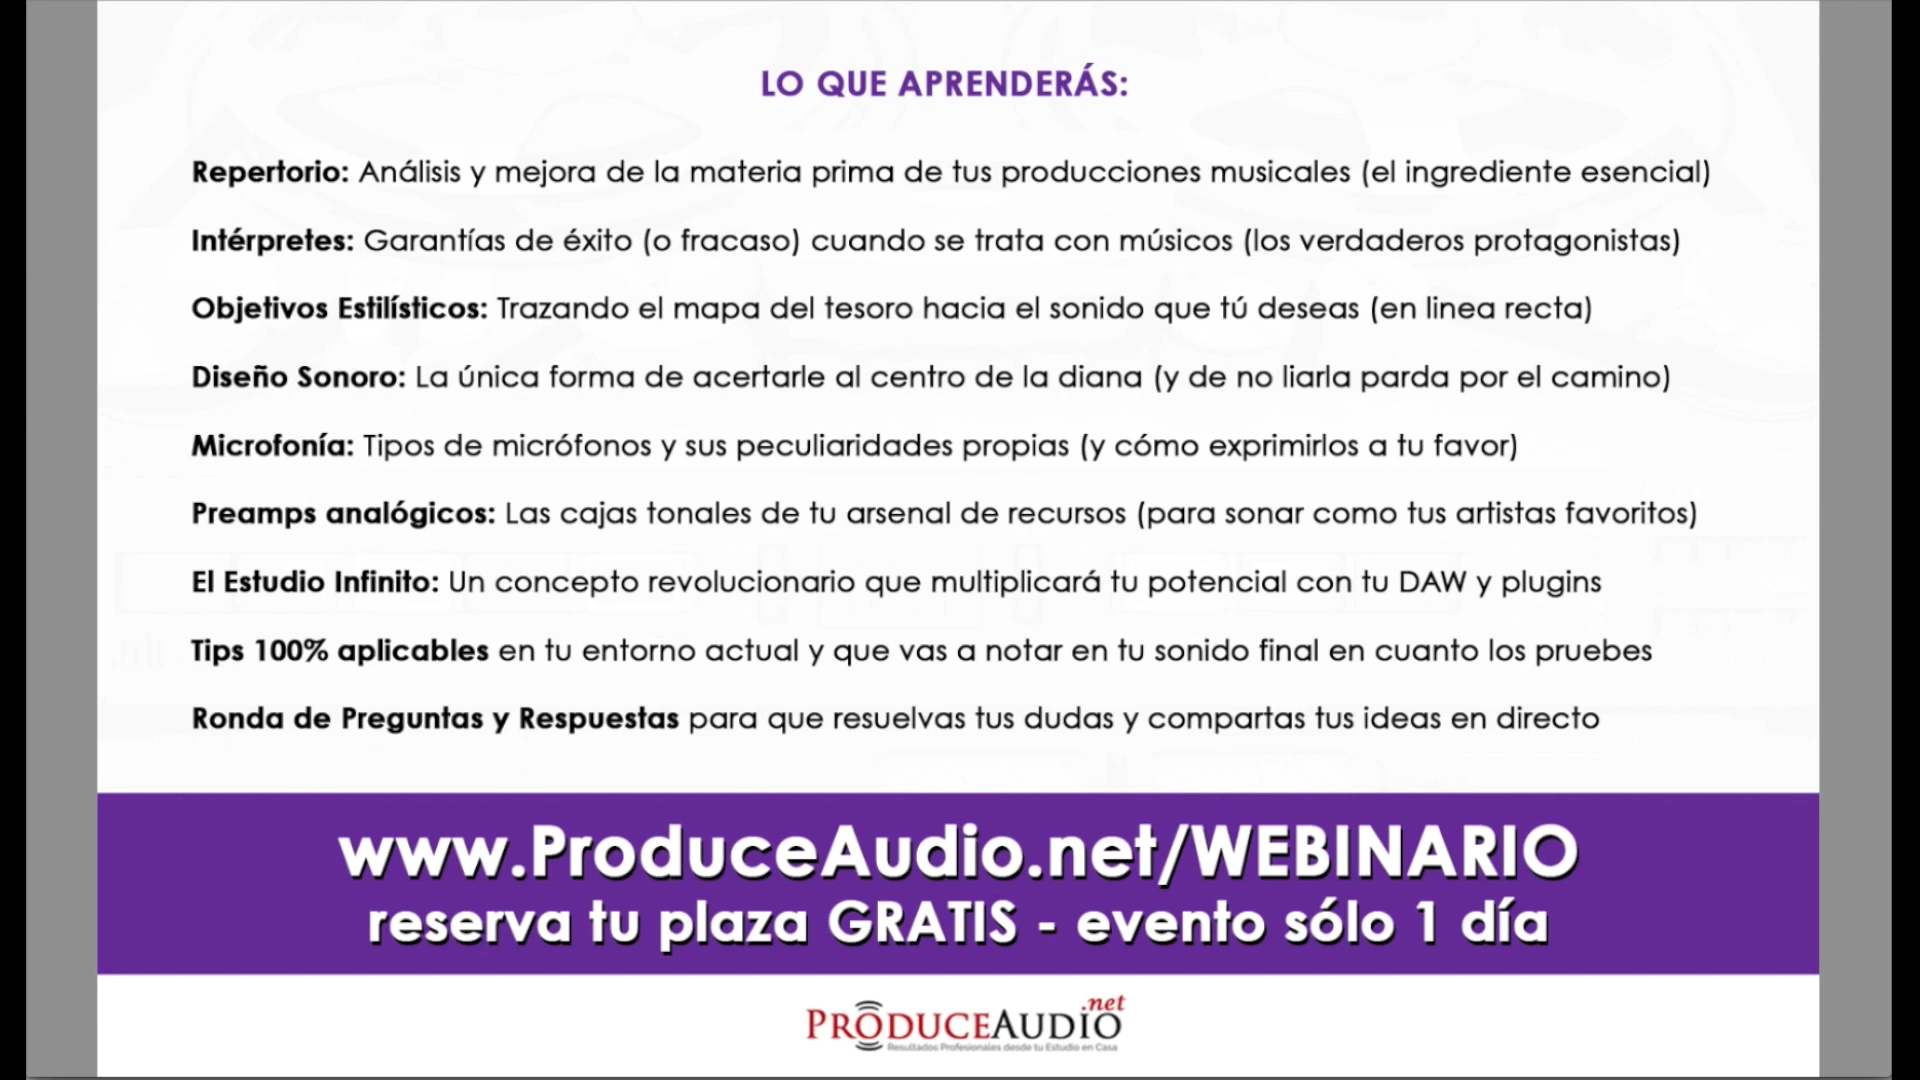 LO QUE APRENDERÁS:
Repertorio: Análisis y mejora de la materia prima de tus producciones musicales (el ingrediente esencial)
Intérpretes: Garantías de éxito (o fracaso) cuando se trata con músicos (los verdaderos protagonistas)
Objetivos Estilísticos: Trazando el mapa del tesoro hacia el sonido que tú deseas (en linea recta)
Diseño Sonoro: La única forma de acertarle al centro de la diana (y de no liarla parda por el camino)
Microfonía: Tipos de micrófonos y sus peculiaridades propias (y cómo exprimirlos a tu favor)
Preamps analógicos: Las cajas tonales de tu arsenal de recursos (para sonar como tus artistas favoritos)
El Estudio Infinito: Un concepto revolucionario que multiplicará tu potencial con tu DAW y plugins
Tips 100% aplicables en tu entorno actual y que vas a notar en tu sonido final en cuanto los pruebes
Ronda de Preguntas y Respuestas para que resuelvas tus dudas y compartas tus ideas en directo
www.ProduceAudio.net/WEBINARIO
reserva tu plaza GRATIS - evento sólo 1 día
PRODUCEAUDIO.net
Resultados Profesionales desde tu Estudio en Casa